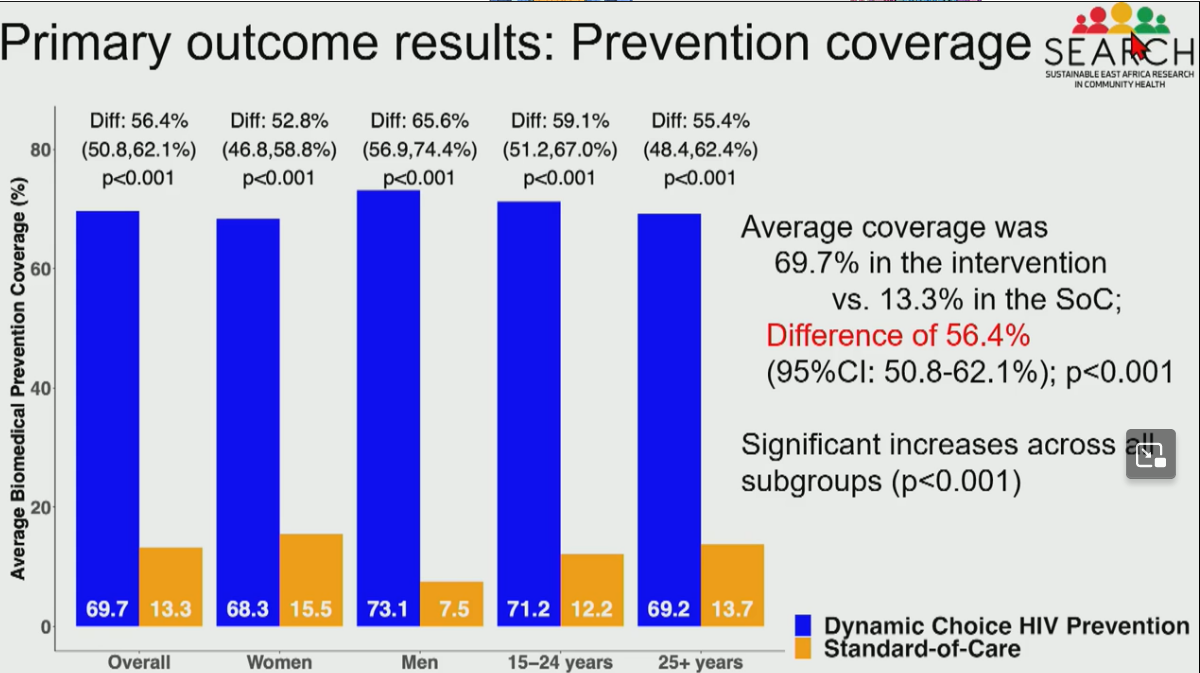 Primary outcome results: Prevention coverage
SEARCH
SUSTAINABLE EAST AFRICA RESEARCH
IN COMMUNITY HEALTH
Diff: 56.4%
(50.8,62.1%)
p<0.001
Diff: 52.8%
(46.8,58.8%)
p<0.001
Diff: 65.6%
(56.9,74.4%)
p<0.001
Diff: 59.1%
(51.2,67.0%)
p<0.001
Diff: 55.4%
(48.4,62.4%)
p<0.001
Average Biomedical Prevention Coverage (%)
80
60
40
20
0
69.7
13.3
68.3
15.5
73.1
7.5
71.2
12.2
69.2
13.7
Overall
Women
Men
15–24 years
25+ years
Average coverage was
69.7% in the intervention
vs. 13.3% in the SoC;
Difference of 56.4%
(95%CI: 50.8-62.1%); p<0.001
Significant increases across all
subgroups (p<0.001)
Dynamic Choice HIV Prevention
Standard-of-Care